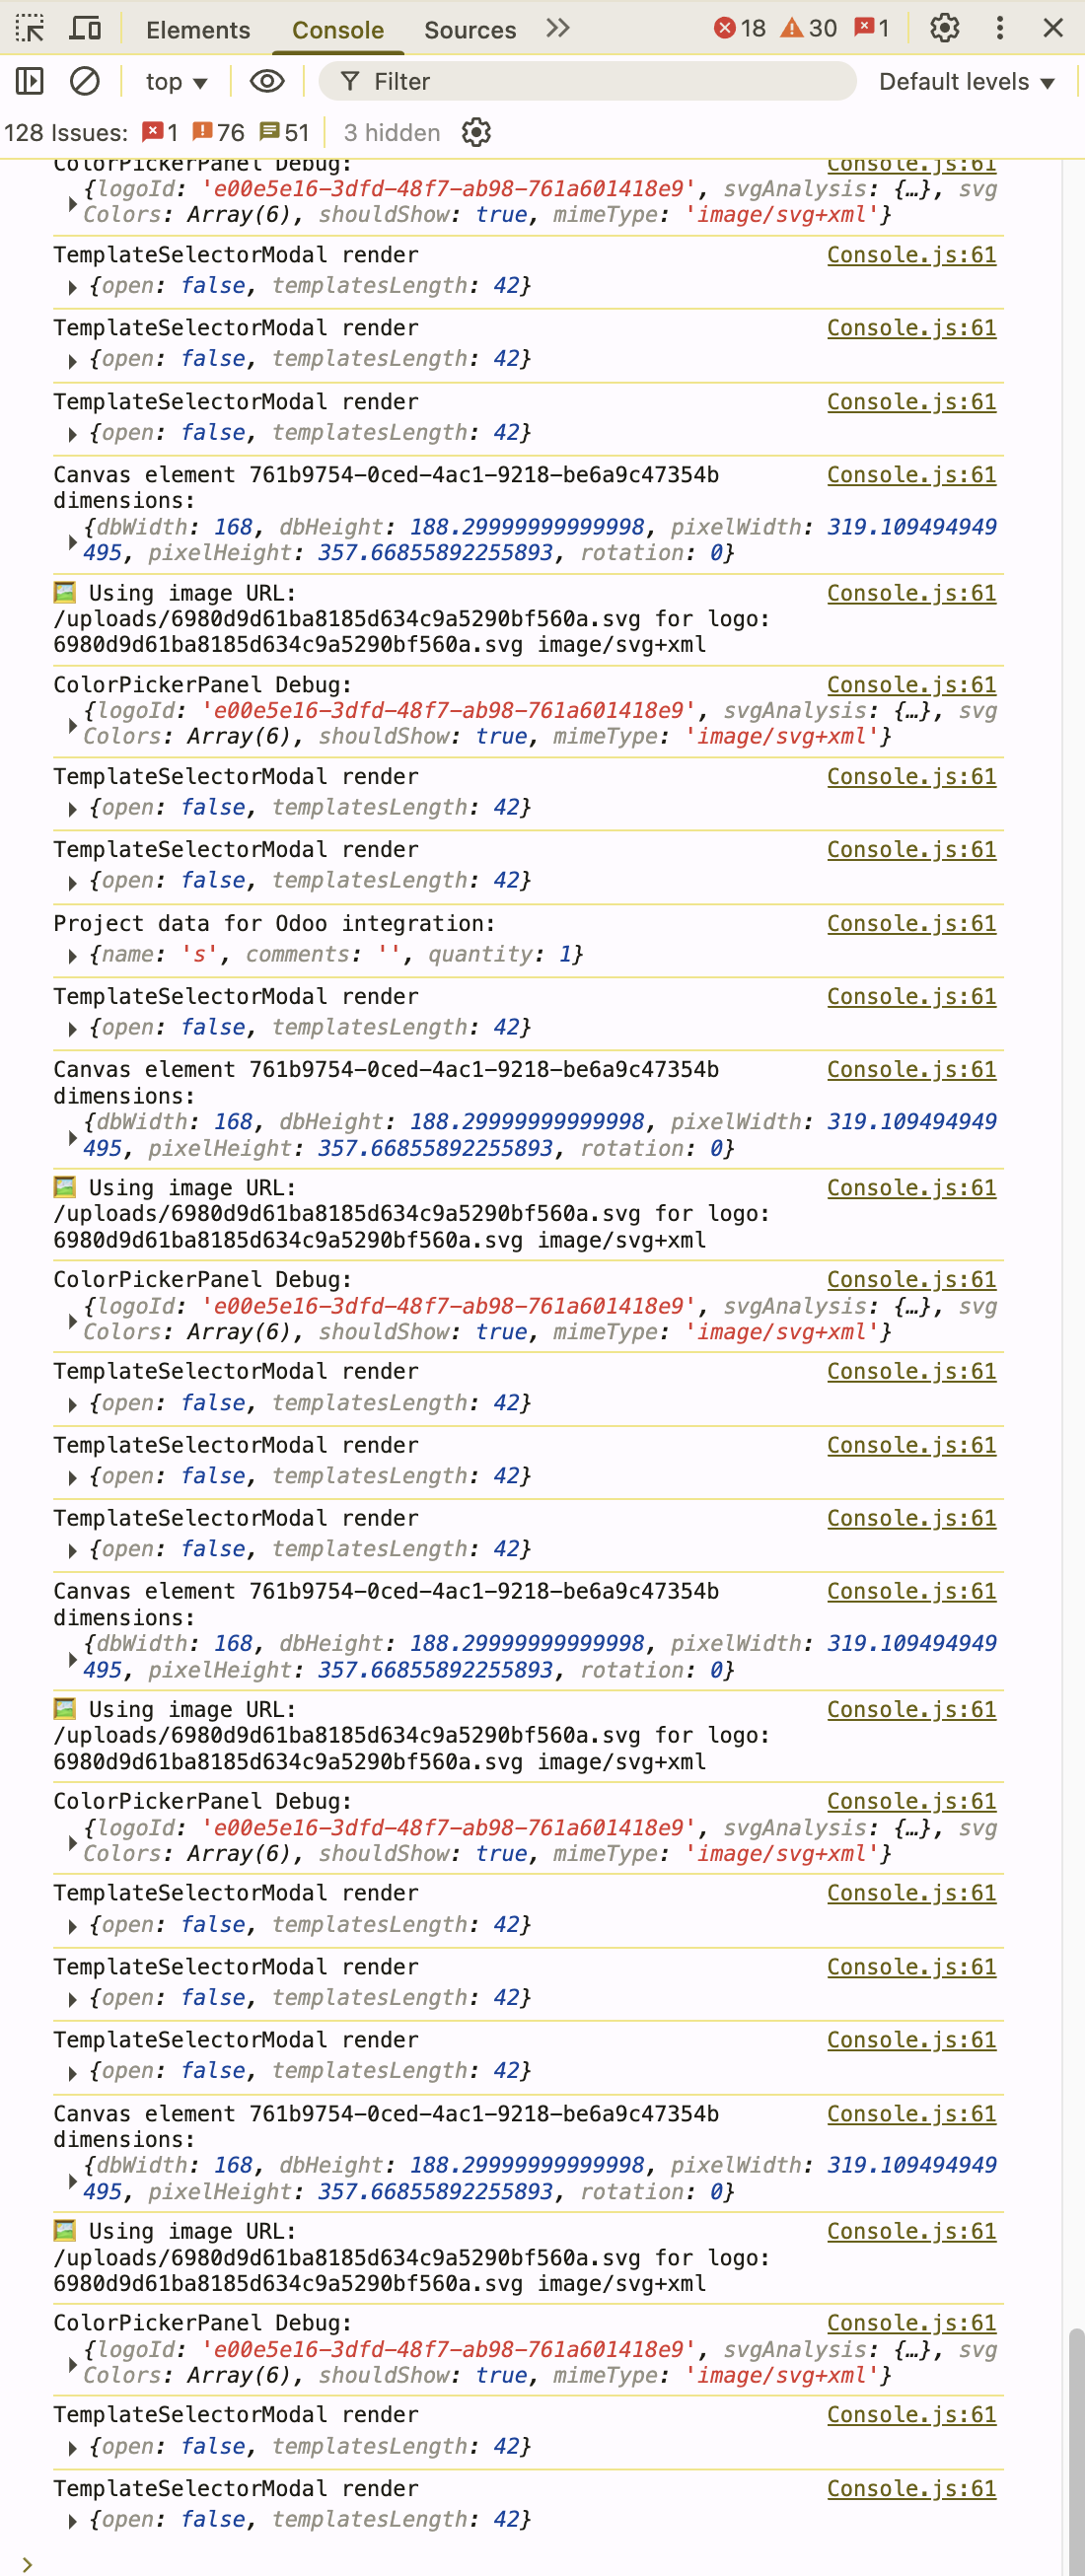 Elements Console Sources 18 30 1
top Filter Default levels
128 Issues: 1 76 51 3 hidden
ColorPickerPanel Debug: Console.js:61
{logoId: 'e00e5e16-3dfd-48f7-ab98-761a601418e9', svgAnalysis: {…}, svg
Colors: Array(6), shouldShow: true, mimeType: 'image/svg+xml'}
TemplateSelectorModal render Console.js:61
{open: false, templatesLength: 42}
TemplateSelectorModal render Console.js:61
{open: false, templatesLength: 42}
TemplateSelectorModal render Console.js:61
{open: false, templatesLength: 42}
Canvas element 761b9754-0ced-4ac1-9218-be6a9c47354b Console.js:61
dimensions:
{dbWidth: 168, dbHeight: 188.29999999999998, pixelWidth: 319.109494949
495, pixelHeight: 357.66855892255893, rotation: 0}
🖼️ Using image URL: Console.js:61
/uploads/6980d9d61ba8185d634c9a5290bf560a.svg for logo:
6980d9d61ba8185d634c9a5290bf560a.svg image/svg+xml
ColorPickerPanel Debug: Console.js:61
{logoId: 'e00e5e16-3dfd-48f7-ab98-761a601418e9', svgAnalysis: {…}, svg
Colors: Array(6), shouldShow: true, mimeType: 'image/svg+xml'}
TemplateSelectorModal render Console.js:61
{open: false, templatesLength: 42}
TemplateSelectorModal render Console.js:61
{open: false, templatesLength: 42}
Project data for Odoo integration: Console.js:61
{name: 's', comments: '', quantity: 1}
TemplateSelectorModal render Console.js:61
{open: false, templatesLength: 42}
Canvas element 761b9754-0ced-4ac1-9218-be6a9c47354b Console.js:61
dimensions:
{dbWidth: 168, dbHeight: 188.29999999999998, pixelWidth: 319.109494949
495, pixelHeight: 357.66855892255893, rotation: 0}
🖼️ Using image URL: Console.js:61
/uploads/6980d9d61ba8185d634c9a5290bf560a.svg for logo:
6980d9d61ba8185d634c9a5290bf560a.svg image/svg+xml
ColorPickerPanel Debug: Console.js:61
{logoId: 'e00e5e16-3dfd-48f7-ab98-761a601418e9', svgAnalysis: {…}, svg
Colors: Array(6), shouldShow: true, mimeType: 'image/svg+xml'}
TemplateSelectorModal render Console.js:61
{open: false, templatesLength: 42}
TemplateSelectorModal render Console.js:61
{open: false, templatesLength: 42}
TemplateSelectorModal render Console.js:61
{open: false, templatesLength: 42}
Canvas element 761b9754-0ced-4ac1-9218-be6a9c47354b Console.js:61
dimensions:
{dbWidth: 168, dbHeight: 188.29999999999998, pixelWidth: 319.109494949
495, pixelHeight: 357.66855892255893, rotation: 0}
🖼️ Using image URL: Console.js:61
/uploads/6980d9d61ba8185d634c9a5290bf560a.svg for logo:
6980d9d61ba8185d634c9a5290bf560a.svg image/svg+xml
ColorPickerPanel Debug: Console.js:61
{logoId: 'e00e5e16-3dfd-48f7-ab98-761a601418e9', svgAnalysis: {…}, svg
Colors: Array(6), shouldShow: true, mimeType: 'image/svg+xml'}
TemplateSelectorModal render Console.js:61
{open: false, templatesLength: 42}
TemplateSelectorModal render Console.js:61
{open: false, templatesLength: 42}
TemplateSelectorModal render Console.js:61
{open: false, templatesLength: 42}
Canvas element 761b9754-0ced-4ac1-9218-be6a9c47354b Console.js:61
dimensions:
{dbWidth: 168, dbHeight: 188.29999999999998, pixelWidth: 319.109494949
495, pixelHeight: 357.66855892255893, rotation: 0}
🖼️ Using image URL: Console.js:61
/uploads/6980d9d61ba8185d634c9a5290bf560a.svg for logo:
6980d9d61ba8185d634c9a5290bf560a.svg image/svg+xml
ColorPickerPanel Debug: Console.js:61
{logoId: 'e00e5e16-3dfd-48f7-ab98-761a601418e9', svgAnalysis: {…}, svg
Colors: Array(6), shouldShow: true, mimeType: 'image/svg+xml'}
TemplateSelectorModal render Console.js:61
{open: false, templatesLength: 42}
TemplateSelectorModal render Console.js:61
{open: false, templatesLength: 42}